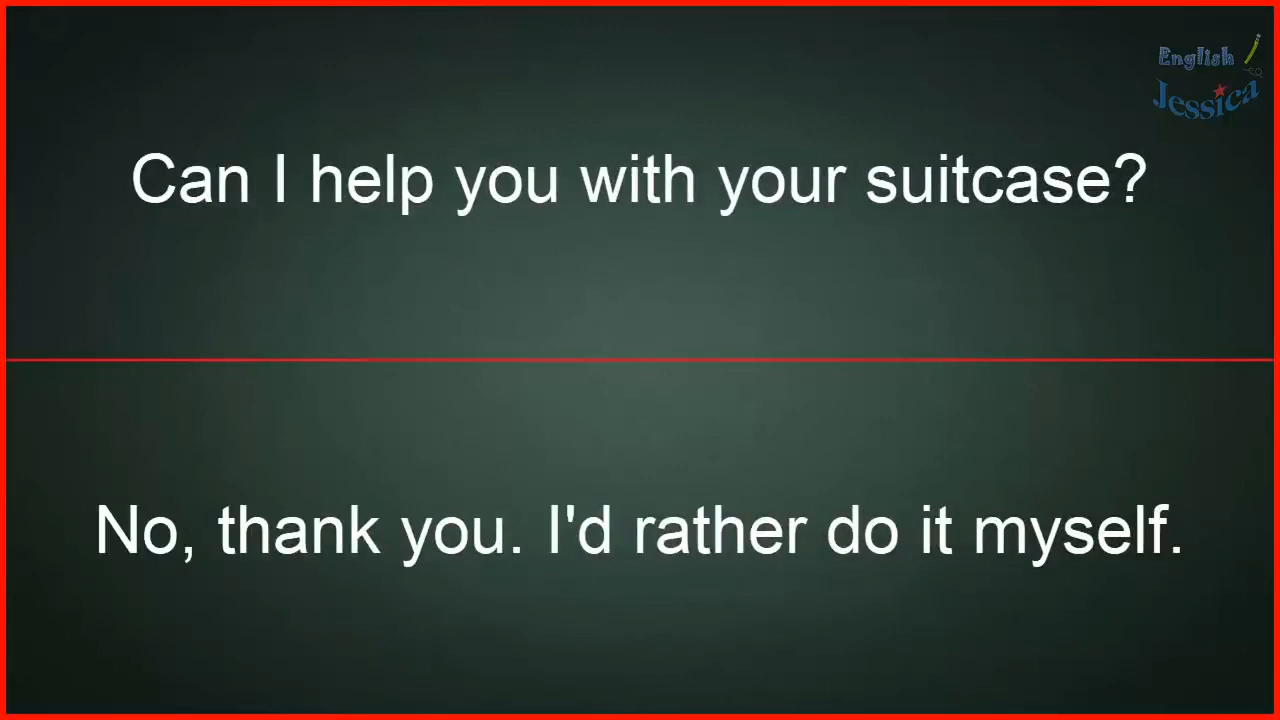 English
Jessica
Can I help you with your suitcase?
No, thank you. I'd rather do it myself.